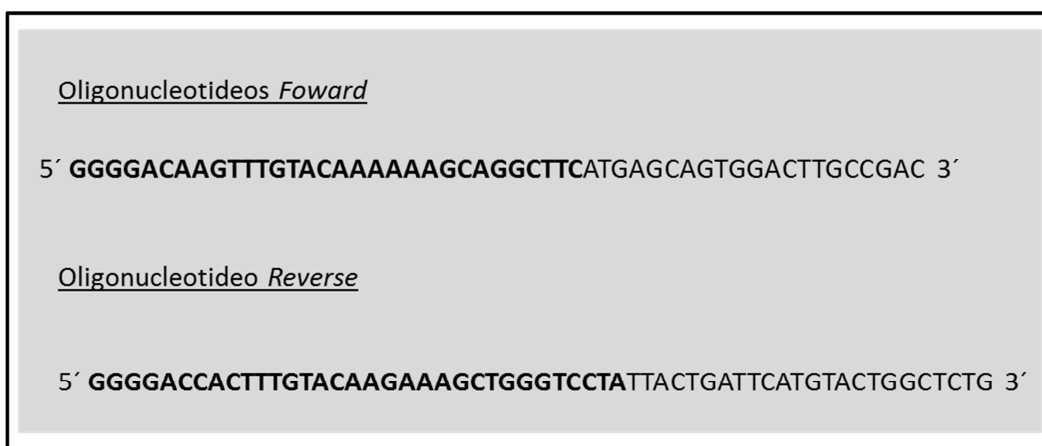 Oligonucleotideos Foward
5´ GGGGACAAGTTTGTACAAAAAAGCAGGCTTCATGAGCAGTGGACTTGCCGAC 3´
Oligonucleotideo Reverse
5´ GGGGACCACTTTGTACAAGAAAGCTGGGTCCTATTACTGATTCATGTACTGGCTCTG 3´